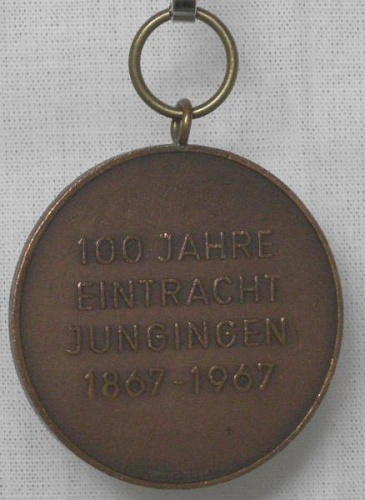 100 JAHRE
EINTRACHT
JUNGINGEN
1867-1967